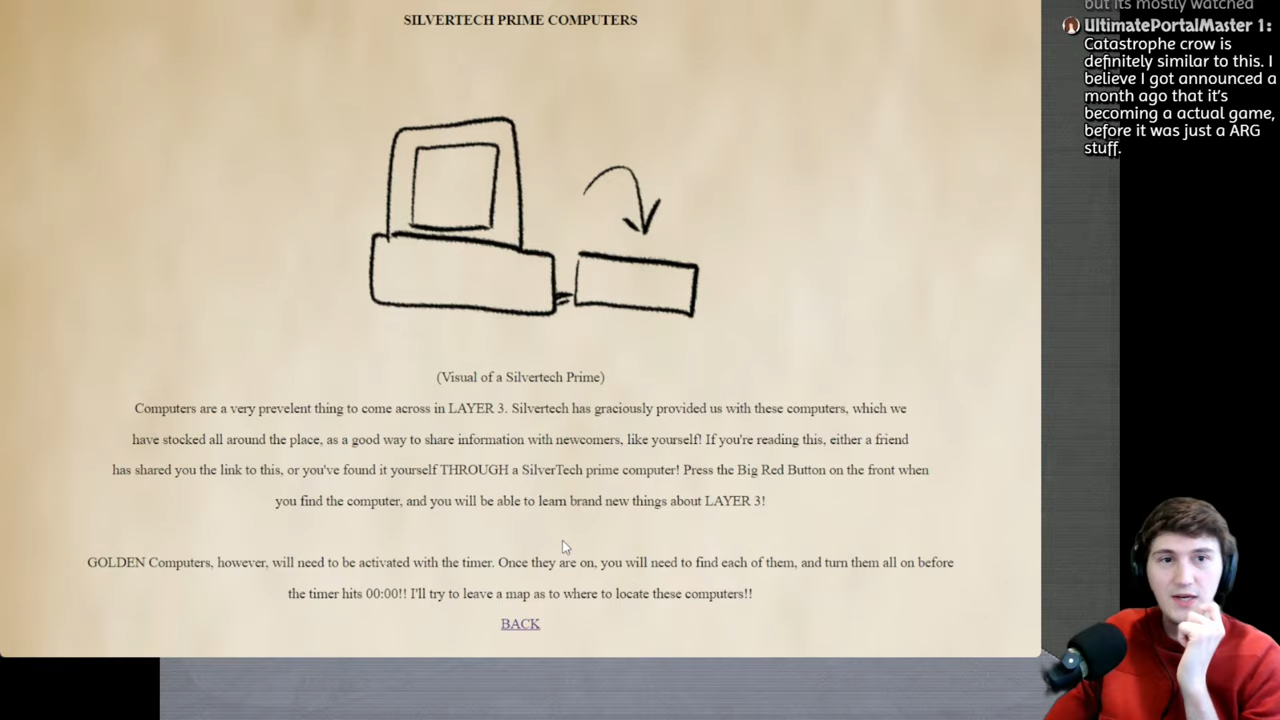 SILVERTECH PRIME COMPUTERS
(Visual of a Silvertech Prime)
Computers are a very prevelent thing to come across in LAYER 3. Silvertech has graciously provided us with these computers, which we
have stocked all around the place, as a good way to share information with newcomers, like yourself! If you're reading this, either a friend
has shared you the link to this, or you've found it yourself THROUGH a SilverTech prime computer! Press the Big Red Button on the front when
you find the computer, and you will be able to learn brand new things about LAYER 3!
GOLDEN Computers, however, will need to be activated with the timer. Once they are on, you will need to find each of them, and turn them all on before
the timer hits 00:00!! I'll try to leave a map as to where to locate these computers!!
BACK
but its mostly watched
UltimatePortalMaster 1:
Catastrophe crow is
definitely similar to this. I
believe I got announced a
month ago that it's
becoming a actual game,
before it was just a ARG
stuff.